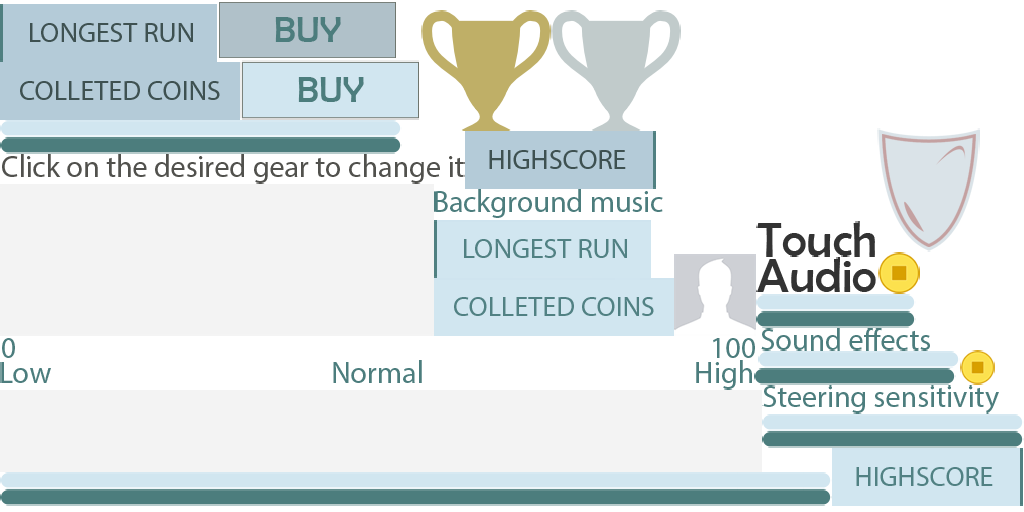 LONGEST RUN
BUY
COLLETED COINS
BUY
Click on the desired gear to change it
HIGHSCORE
Background music
LONGEST RUN
Touch
Audio
COLLETED COINS
0
100
Sound effects
Low
Normal
High
Steering sensitivity
HIGHSCORE